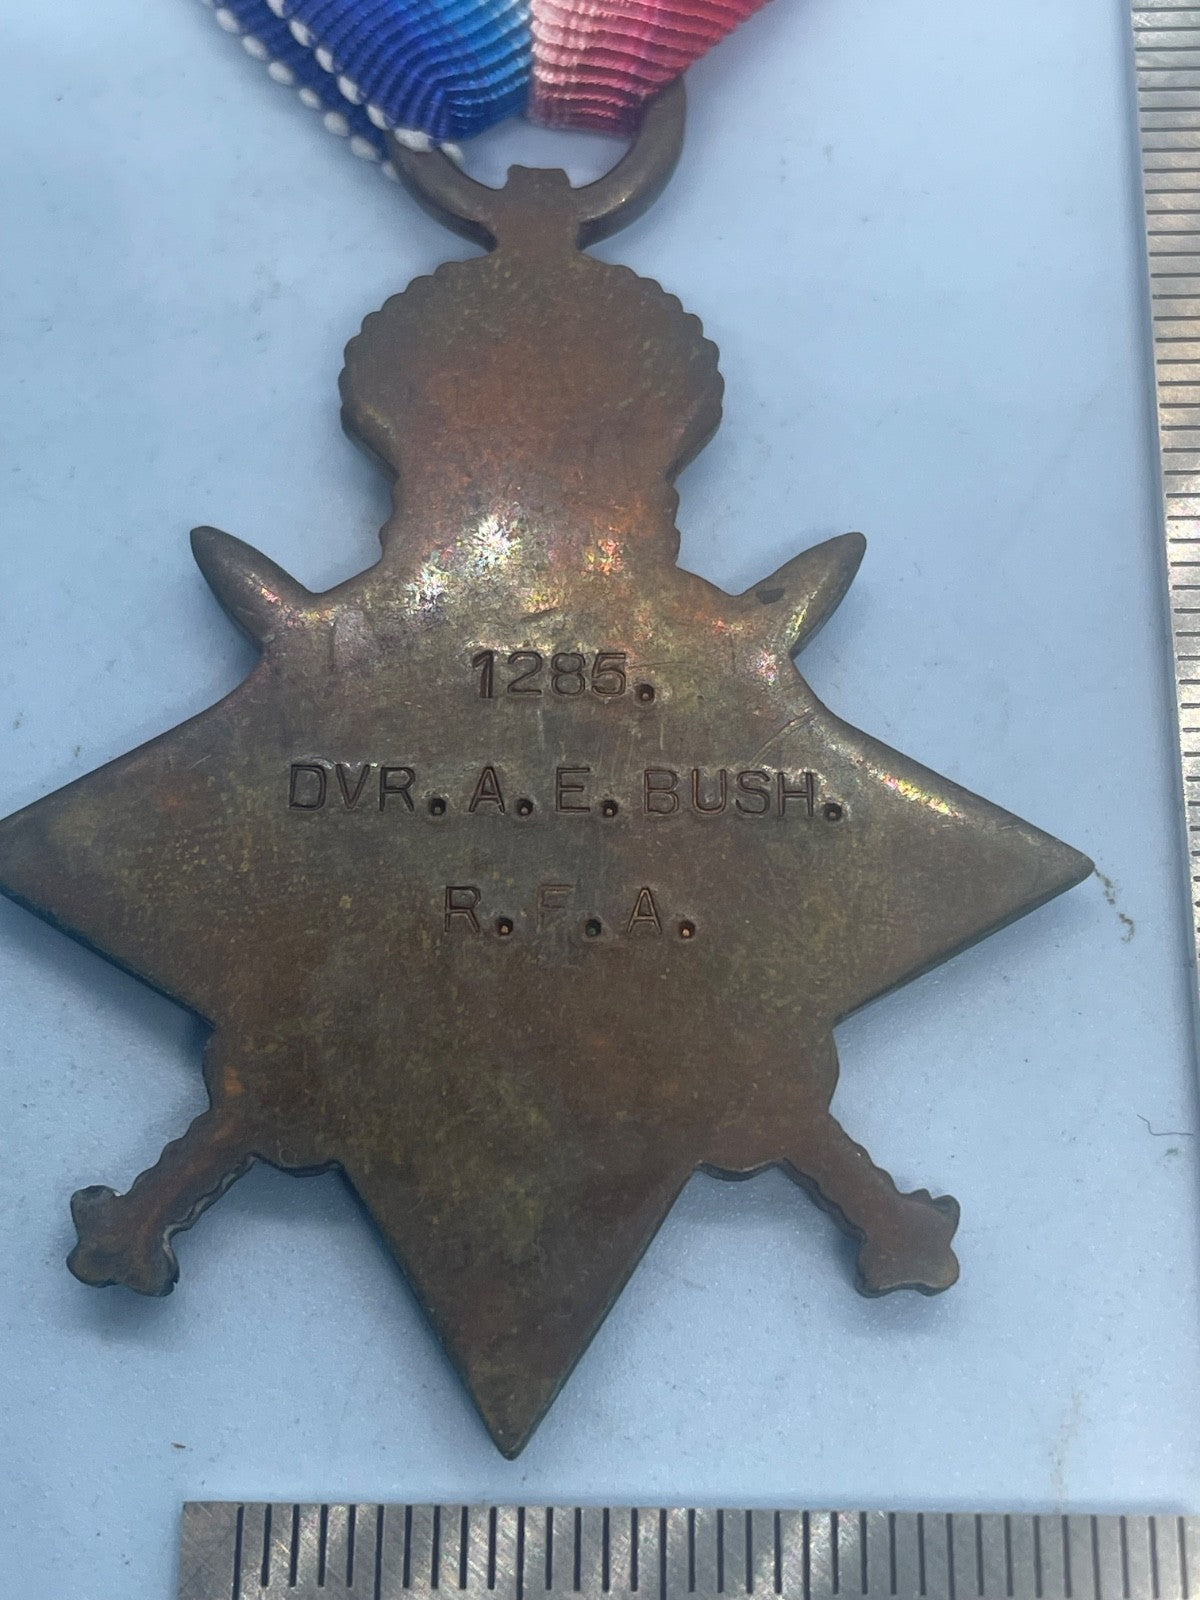 1285.
DVR. A. E. BUSH.
R. F. A.